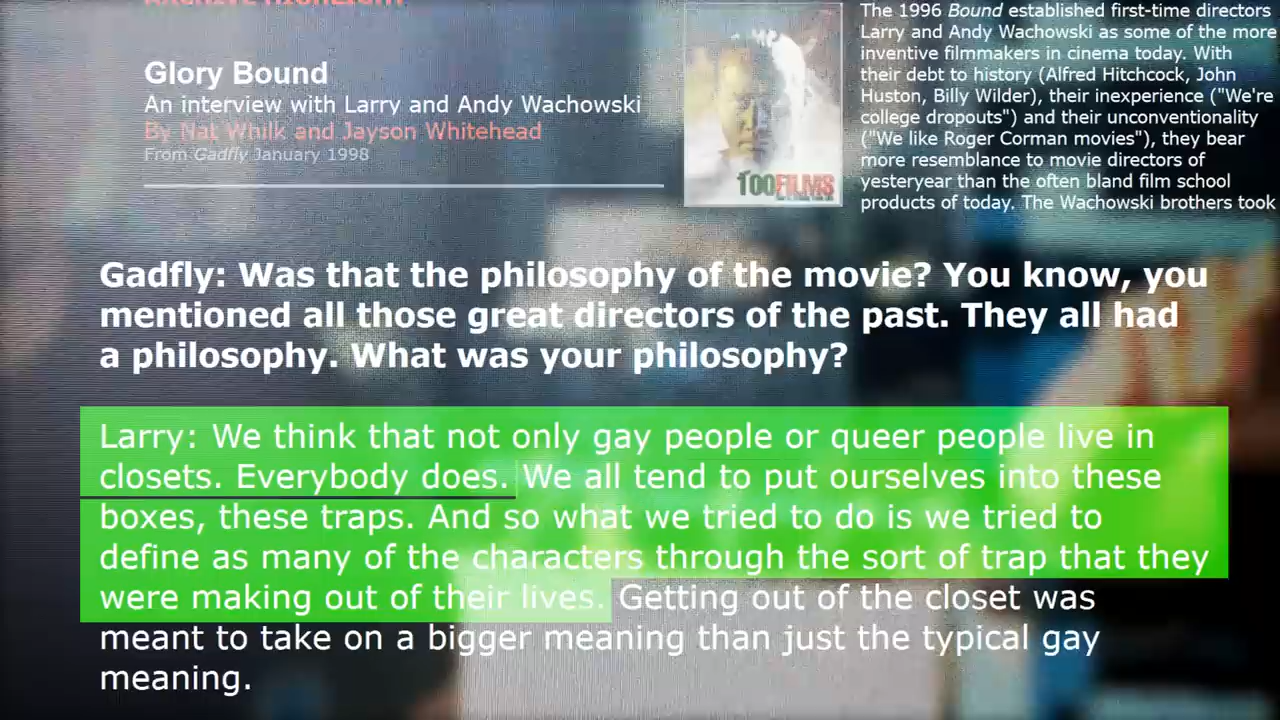 ARCHIVE HIGHLIGHT
Glory Bound
An interview with Larry and Andy Wachowski
By Nat Whilk and Jayson Whitehead
From Gadfly January 1998
100FILMS
The 1996 Bound established first-time directors
Larry and Andy Wachowski as some of the more
inventive filmmakers in cinema today. With
their debt to history (Alfred Hitchcock, John
Huston, Billy Wilder), their inexperience ("We're
college dropouts") and their unconventionality
("We like Roger Corman movies"), they bear
more resemblance to movie directors of
yesteryear than the often bland film school
products of today. The Wachowski brothers took
Gadfly: Was that the philosophy of the movie? You know, you
mentioned all those great directors of the past. They all had
a philosophy. What was your philosophy?
Larry: We think that not only gay people or queer people live in
closets. Everybody does. We all tend to put ourselves into these
boxes, these traps. And so what we tried to do is we tried to
define as many of the characters through the sort of trap that they
were making out of their lives. Getting out of the closet was
meant to take on a bigger meaning than just the typical gay
meaning.